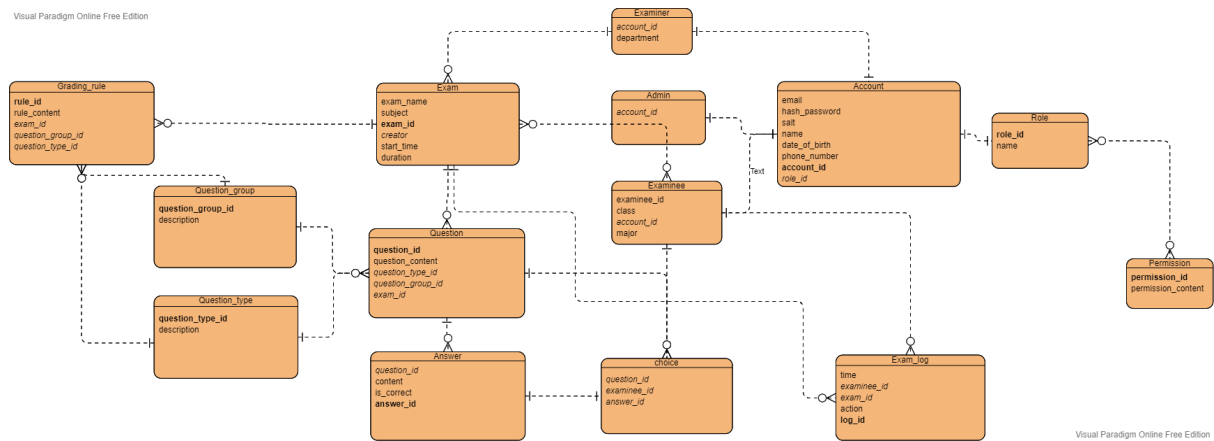 Visual Paradigm Online Free Edition
Examiner
account_id
department
Grading_rule
rule_id
rule_content
exam_id
question_group_id
question_type_id
Exam
exam_name
subject
exam_id
creator
start_time
duration
Admin
account_id
Account
email
hash_password
salt
name
date_of_birth
phone_number
account_id
role_id
Role
role_id
name
Text
Question_group
question_group_id
description
Examinee
examinee_id
class
account_id
major
Question
question_id
question_content
question_type_id
question_group_id
exam_id
Permission
permission_id
permission_content
Question_type
question_type_id
description
Answer
question_id
content
is_correct
answer_id
choice
question_id
examinee_id
answer_id
Exam_log
time
examinee_id
exam_id
action
log_id
Visual Paradigm Online Free Edition